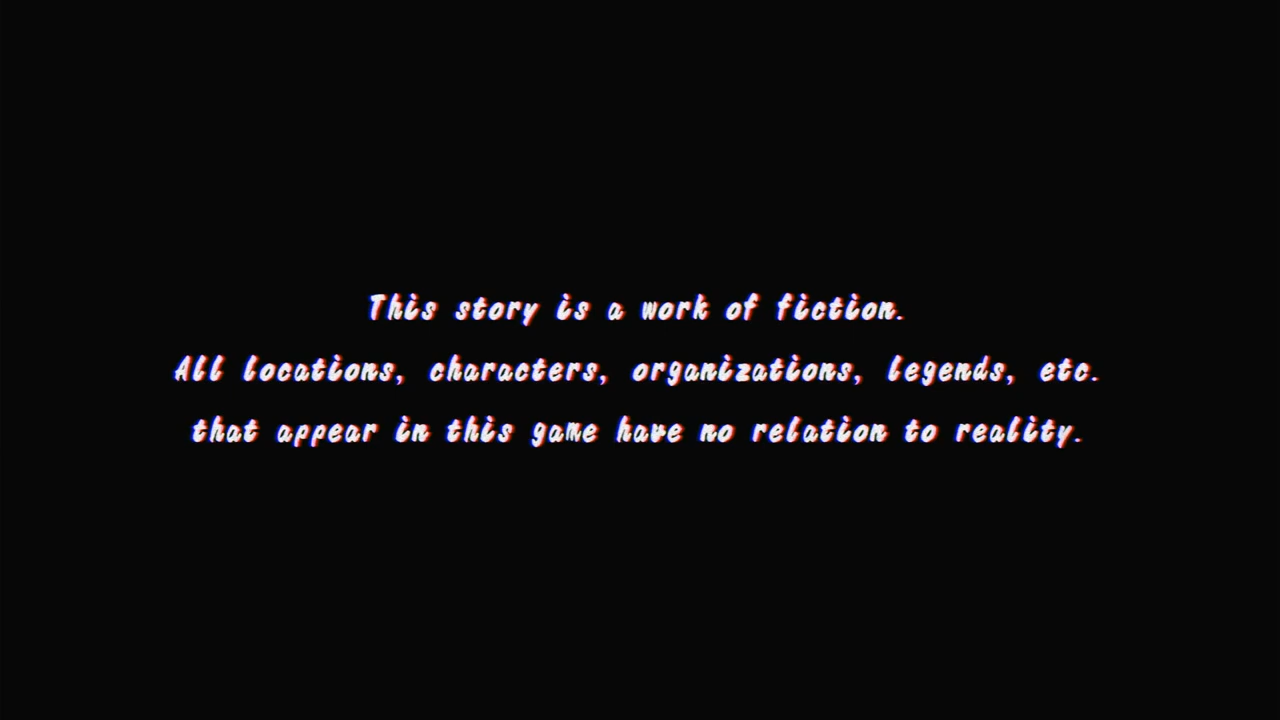 This story is a work of fiction.
All locations, characters, organizations, legends, etc.
that appear in this game have no relation to reality.